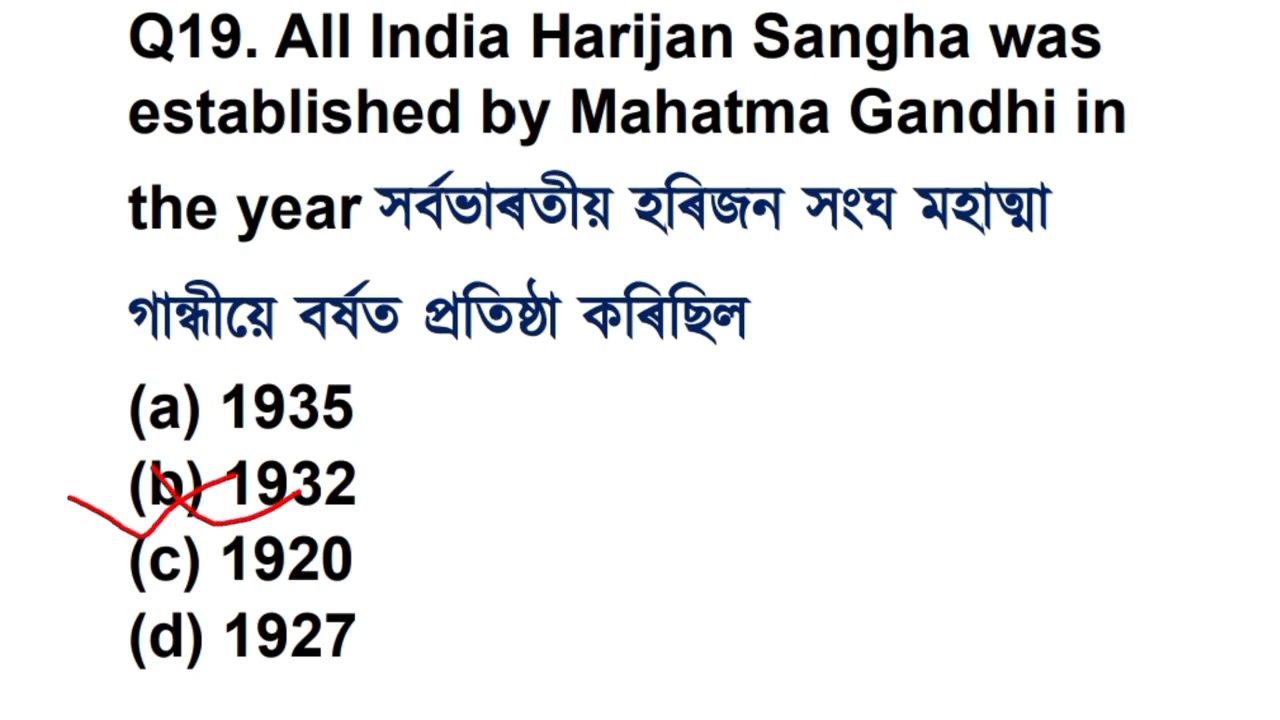 Q19. All India Harijan Sangha was
established by Mahatma Gandhi in
the year সৰ্বভাৰতীয় হৰিজন সংঘ মহাত্মা
গান্ধীয়ে বৰ্ষত প্ৰতিষ্ঠা কৰিছিল
(a) 1935
(b) 1932
(c) 1920
(d) 1927